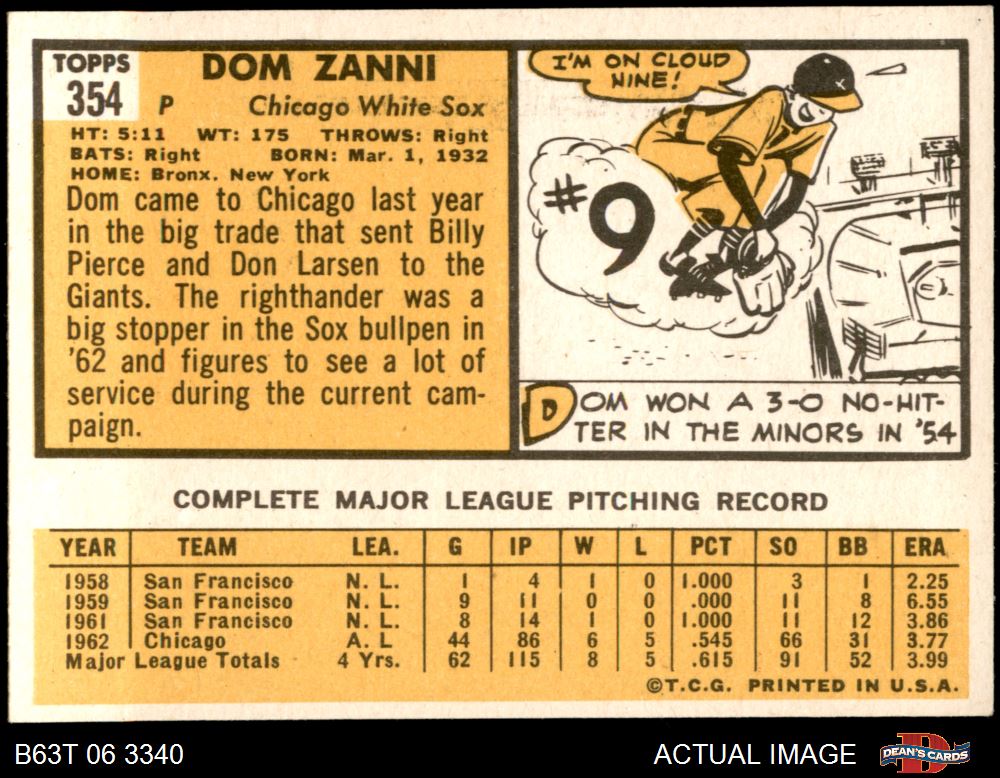 TOPPS
354
DOM ZANNI
P Chicago White Sox
HT: 5:11 WT: 175 THROWS: Right
BATS: Right BORN: Mar. 1, 1932
HOME: Bronx, New York
Dom came to Chicago last year
in the big trade that sent Billy
Pierce and Don Larsen to the
Giants. The righthander was a
big stopper in the Sox bullpen in
'62 and figures to see a lot of
service during the current cam-
paign.
I'M ON CLOUD
NINE!
#9
DOM WON A 3-0 NO-HIT-
TER IN THE MINORS IN '54
COMPLETE MAJOR LEAGUE PITCHING RECORD
YEAR TEAM LEA. G IP W L PCT SO BB ERA
1958 San Francisco N. L. 1 4 1 0 1.000 3 1 2.25
1959 San Francisco N. L. 9 11 0 0 .000 11 8 6.55
1961 San Francisco N. L. 8 14 1 0 1.000 11 12 3.86
1962 Chicago A. L 44 86 6 5 .545 66 31 3.77
Major League Totals 4 Yrs. 62 115 8 5 .615 91 52 3.99
©T.C.G. PRINTED IN U.S.A.
B63T 06 3340
ACTUAL IMAGE
DEAN'S CARDS